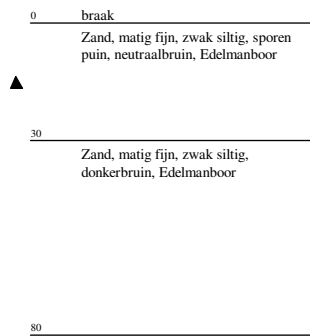 0 braak
Zand, matig fijn, zwak siltig, sporen
puin, neutraalbruin, Edelmanboor
30
Zand, matig fijn, zwak siltig,
donkerbruin, Edelmanboor
80